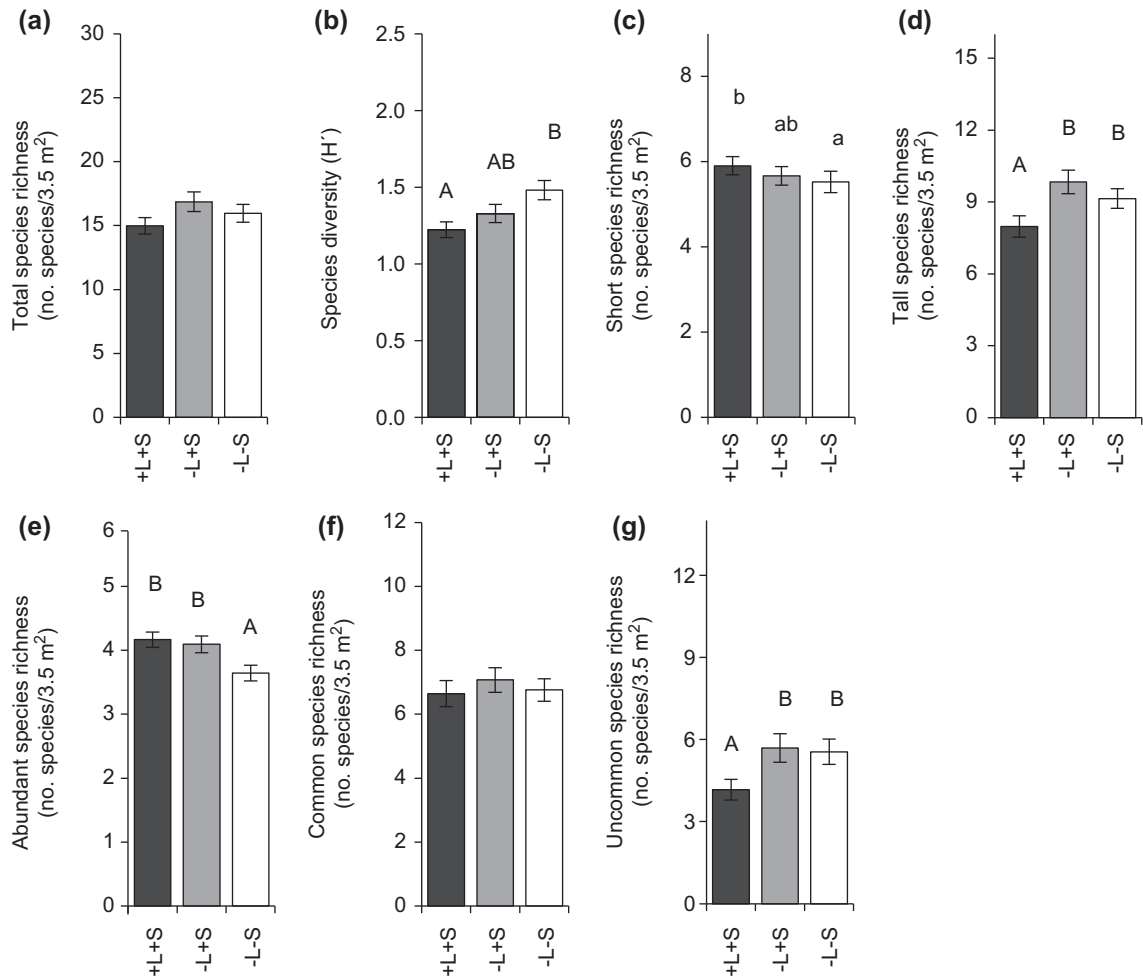 (a)
Total species richness
(no. species/3.5 m²)
30
25
20
15
10
5
0
+L+S
-L+S
-L-S
(b)
Species diversity (H´)
2.5
2.0
1.5
1.0
0.5
0.0
A
AB
B
+L+S
-L+S
-L-S
(c)
Short species richness
(no. species/3.5 m²)
8
6
4
2
0
b
ab
a
+L+S
-L+S
-L-S
(d)
Tall species richness
(no. species/3.5 m²)
15
12
9
6
3
0
A
B
B
+L+S
-L+S
-L-S
(e)
Abundant species richness
(no. species/3.5 m²)
6
5
4
3
2
1
0
B
B
A
+L+S
-L+S
-L-S
(f)
Common species richness
(no. species/3.5 m²)
12
10
8
6
4
2
0
+L+S
-L+S
-L-S
(g)
Uncommon species richness
(no. species/3.5 m²)
12
9
6
3
0
A
B
B
+L+S
-L+S
-L-S